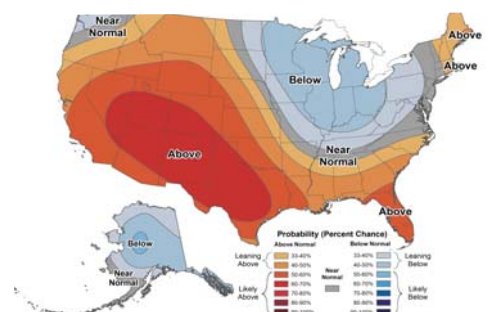 Near
Normal
Above
Above
Below
Near
Normal
Above
Above
Below
Near
Normal
Probability (Percent Chance)
Above Normal
Below Normal
Leaning
Above
33-40%
40-50%
50-60%
Near
Normal
33-40%
40-50%
50-60%
Leaning
Below
Likely
Above
60-70%
70-80%
80-90%
60-70%
70-80%
80-90%
Likely
Below